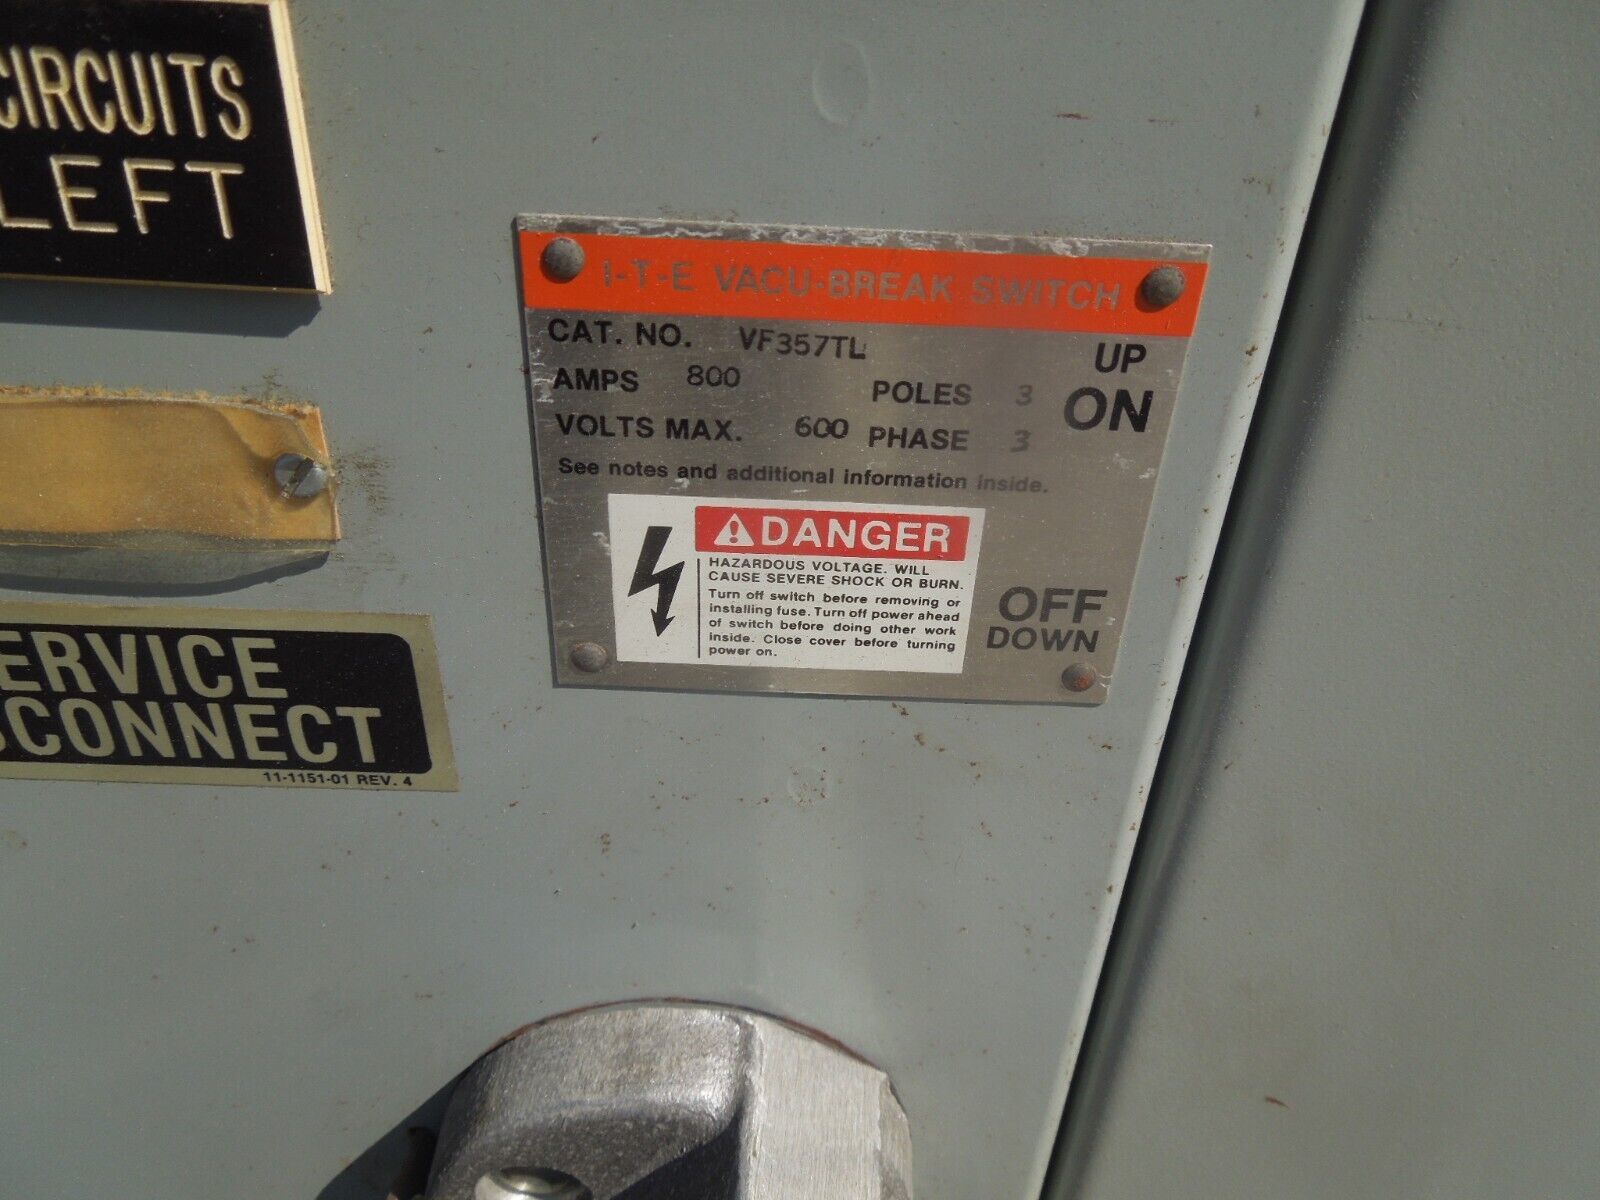 CIRCUITS
LEFT
ERVICE
SCONNECT
11-1151-01 REV. 4
I-T-E VACU-BREAK SWITCH
CAT. NO. VF357TL
AMPS 800 POLES 3
VOLTS MAX. 600 PHASE 3
See notes and additional information inside.
UP
ON
DANGER
HAZARDOUS VOLTAGE. WILL
CAUSE SEVERE SHOCK OR BURN.
Turn off switch before removing or
installing fuse. Turn off power ahead
of switch before doing other work
inside. Close cover before turning
power on.
OFF
DOWN